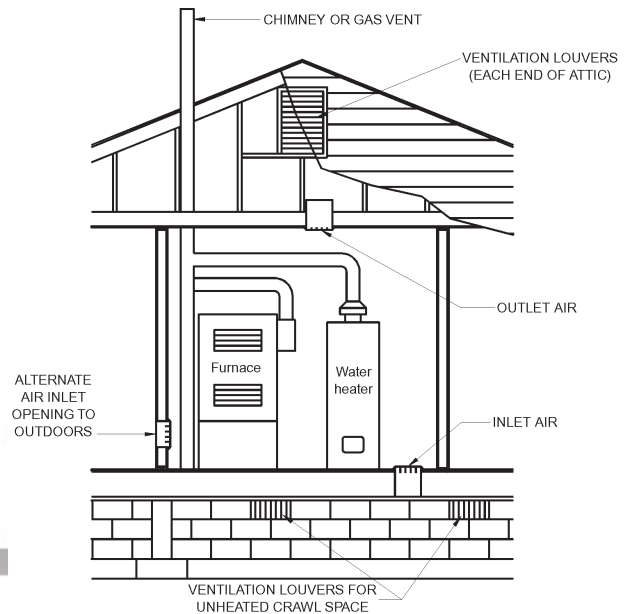 CHIMNEY OR GAS VENT
VENTILATION LOUVERS
(EACH END OF ATTIC)
OUTLET AIR
Furnace
Water
heater
ALTERNATE
AIR INLET
OPENING TO
OUTDOORS
INLET AIR
VENTILATION LOUVERS FOR
UNHEATED CRAWL SPACE